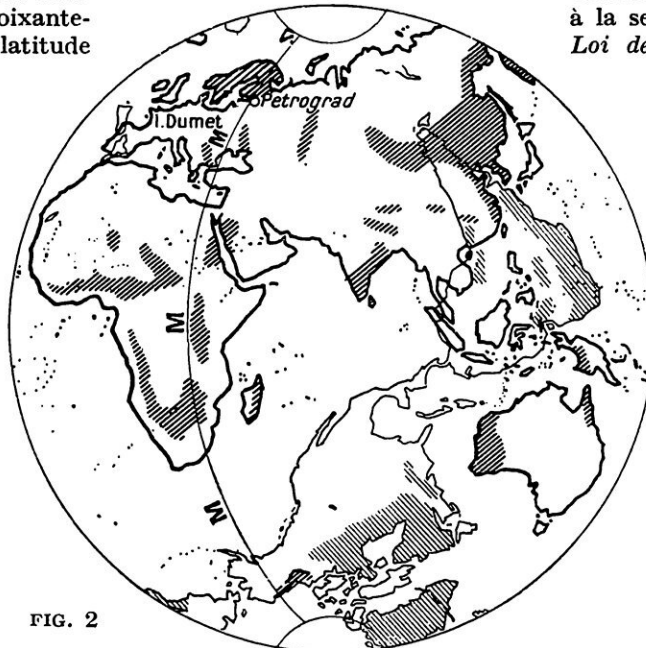 oixante-
latitude
à la se
Loi de
Petrograd
I.Dumet
M
M
M
FIG. 2